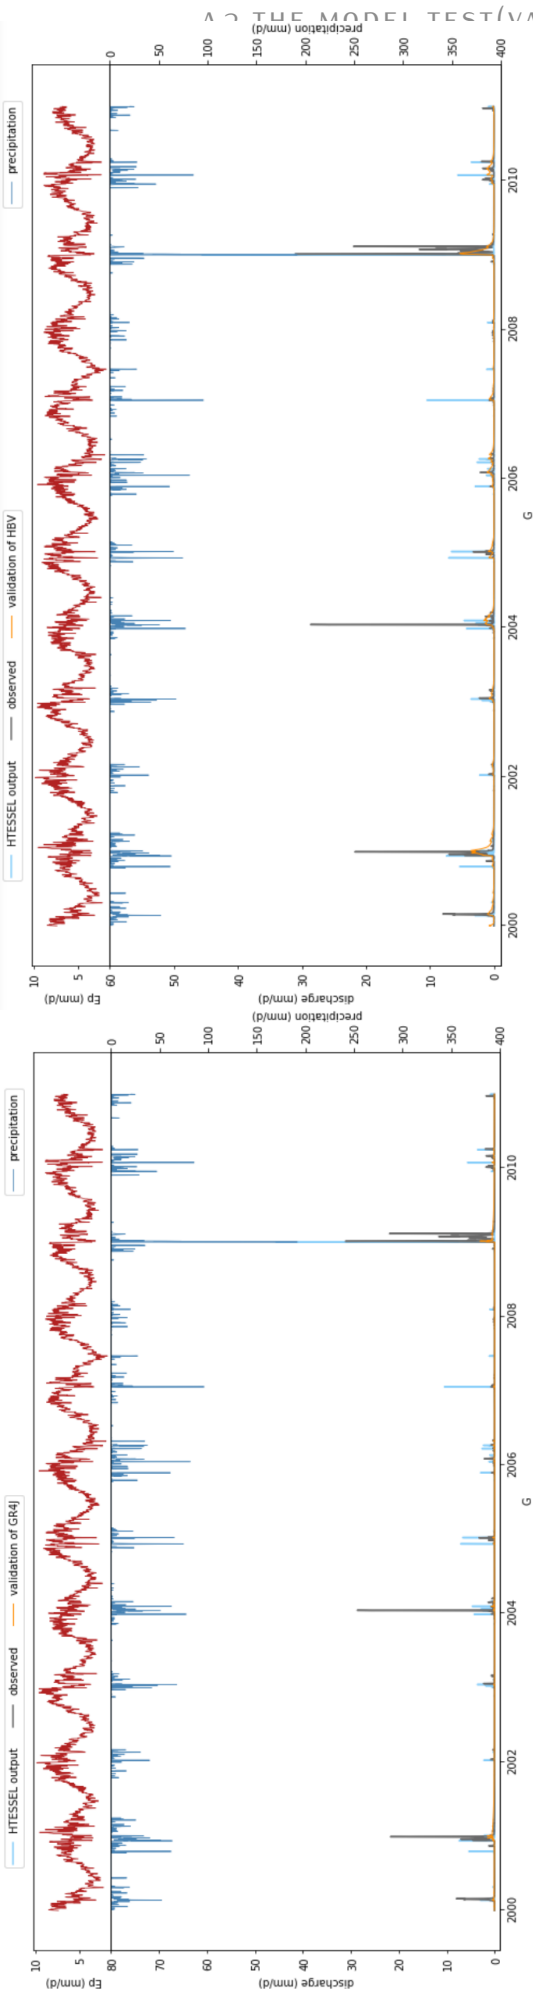 A2 THE MODEL TEST(VA
HTESSEL output
observed
validation of HBV
precipitation
Ep (mm/d)
10
5
discharge (mm/d)
60
50
40
30
20
10
0
precipitation (mm/d)
0
50
100
150
200
250
300
350
400
2000
2002
2004
2006
2008
2010
G
HTESSEL output
observed
validation of GR4J
precipitation
Ep (mm/d)
10
5
discharge (mm/d)
80
70
60
50
40
30
20
10
0
precipitation (mm/d)
0
50
100
150
200
250
300
350
400
2000
2002
2004
2006
2008
2010
G